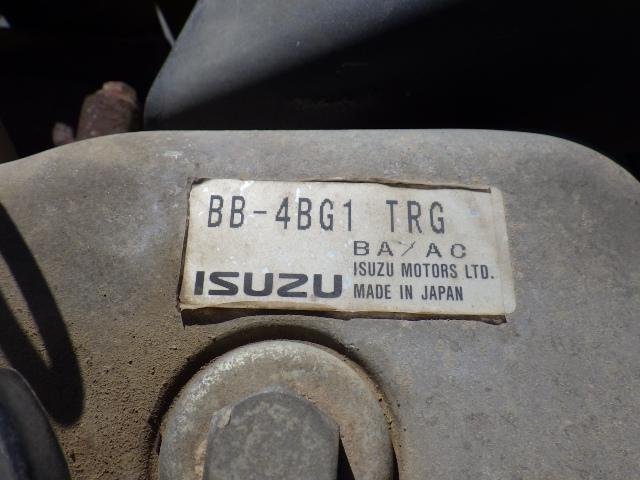 BB-4BG1 TRG
BA/AC
ISUZU MOTORS LTD.
ISUZU MADE IN JAPAN